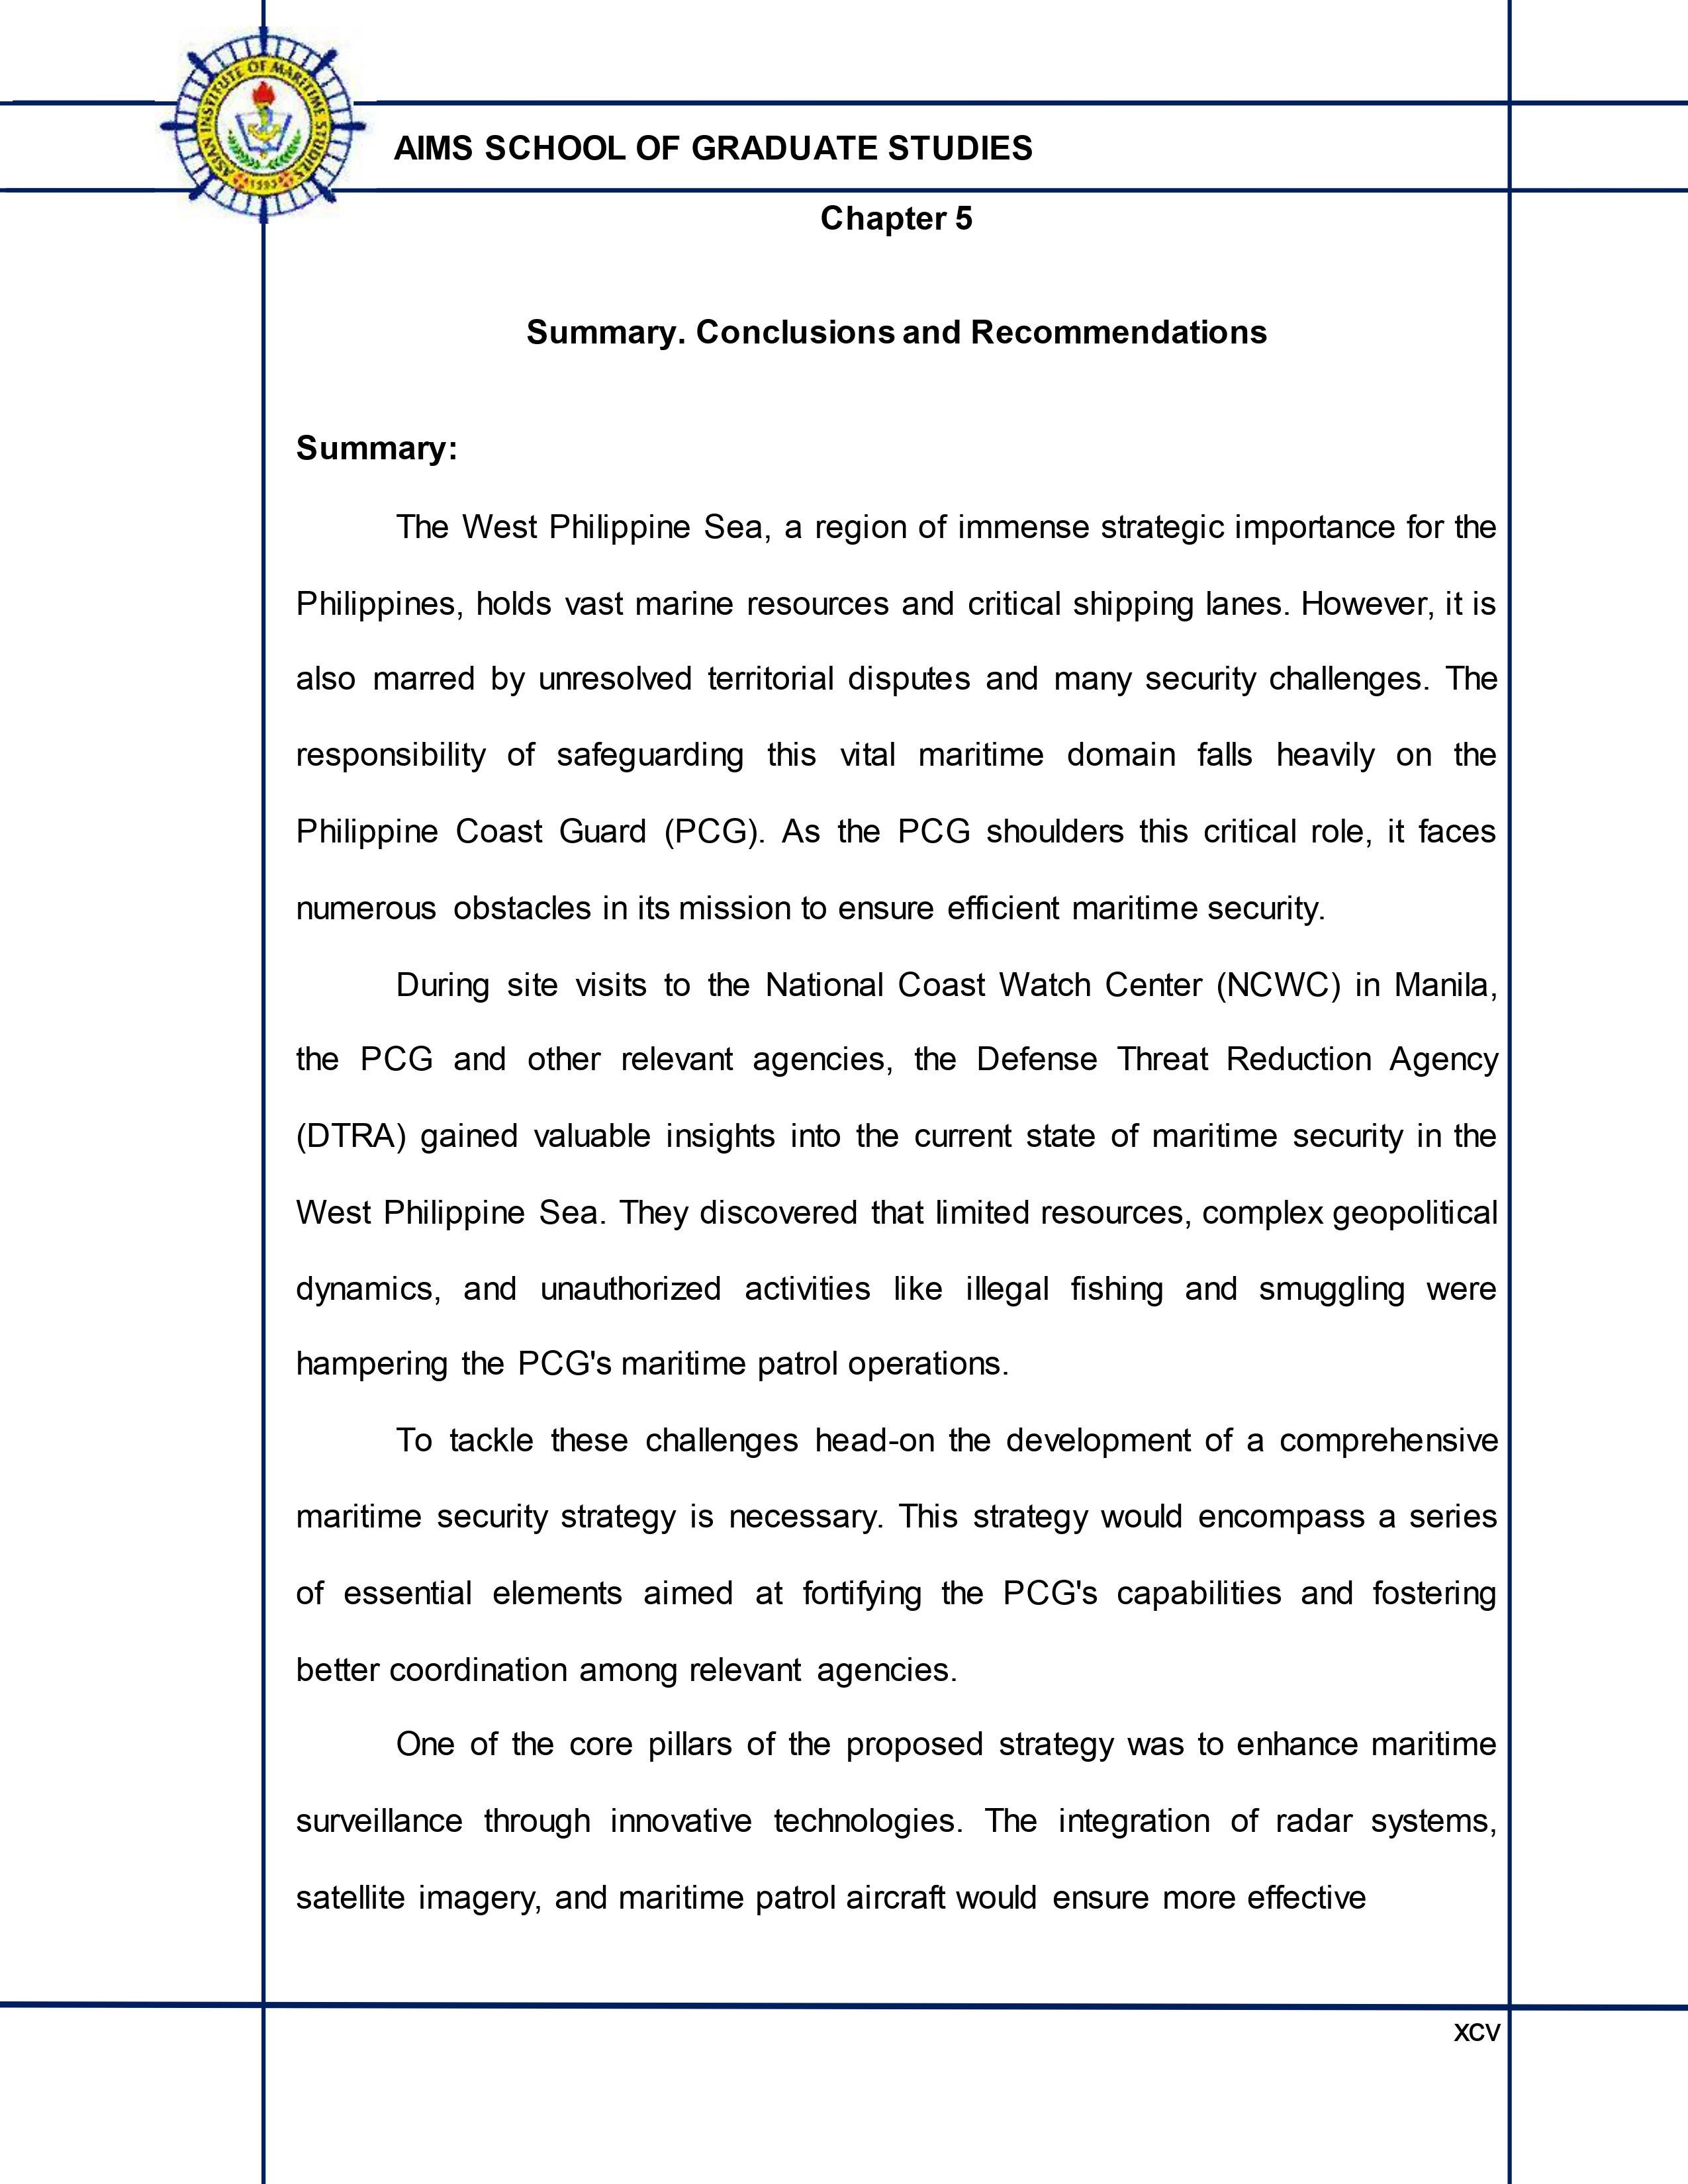 ASIAN INSTITUTE OF MARITIME STUDIES
1993
AIMS SCHOOL OF GRADUATE STUDIES
Chapter 5
Summary. Conclusions and Recommendations
Summary:
The West Philippine Sea, a region of immense strategic importance for the
Philippines, holds vast marine resources and critical shipping lanes. However, it is
also marred by unresolved territorial disputes and many security challenges. The
responsibility of safeguarding this vital maritime domain falls heavily on the
Philippine Coast Guard (PCG). As the PCG shoulders this critical role, it faces
numerous obstacles in its mission to ensure efficient maritime security.
During site visits to the National Coast Watch Center (NCWC) in Manila,
the PCG and other relevant agencies, the Defense Threat Reduction Agency
(DTRA) gained valuable insights into the current state of maritime security in the
West Philippine Sea. They discovered that limited resources, complex geopolitical
dynamics, and unauthorized activities like illegal fishing and smuggling were
hampering the PCG's maritime patrol operations.
To tackle these challenges head-on the development of a comprehensive
maritime security strategy is necessary. This strategy would encompass a series
of essential elements aimed at fortifying the PCG's capabilities and fostering
better coordination among relevant agencies.
One of the core pillars of the proposed strategy was to enhance maritime
surveillance through innovative technologies. The integration of radar systems,
satellite imagery, and maritime patrol aircraft would ensure more effective
xcv